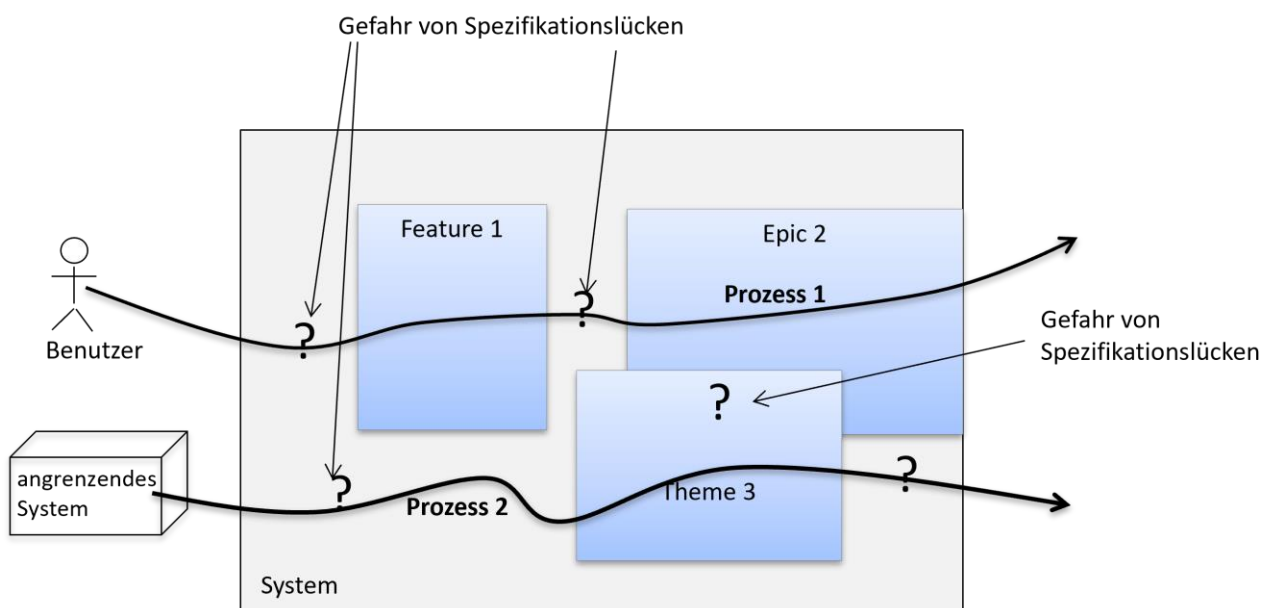 Gefahr von Spezifikationslücken
Feature 1
Epic 2
?
Prozess 1
?
Benutzer
Gefahr von
Spezifikationslücken
?
angrenzendes
System
?
Prozess 2
Theme 3
?
System